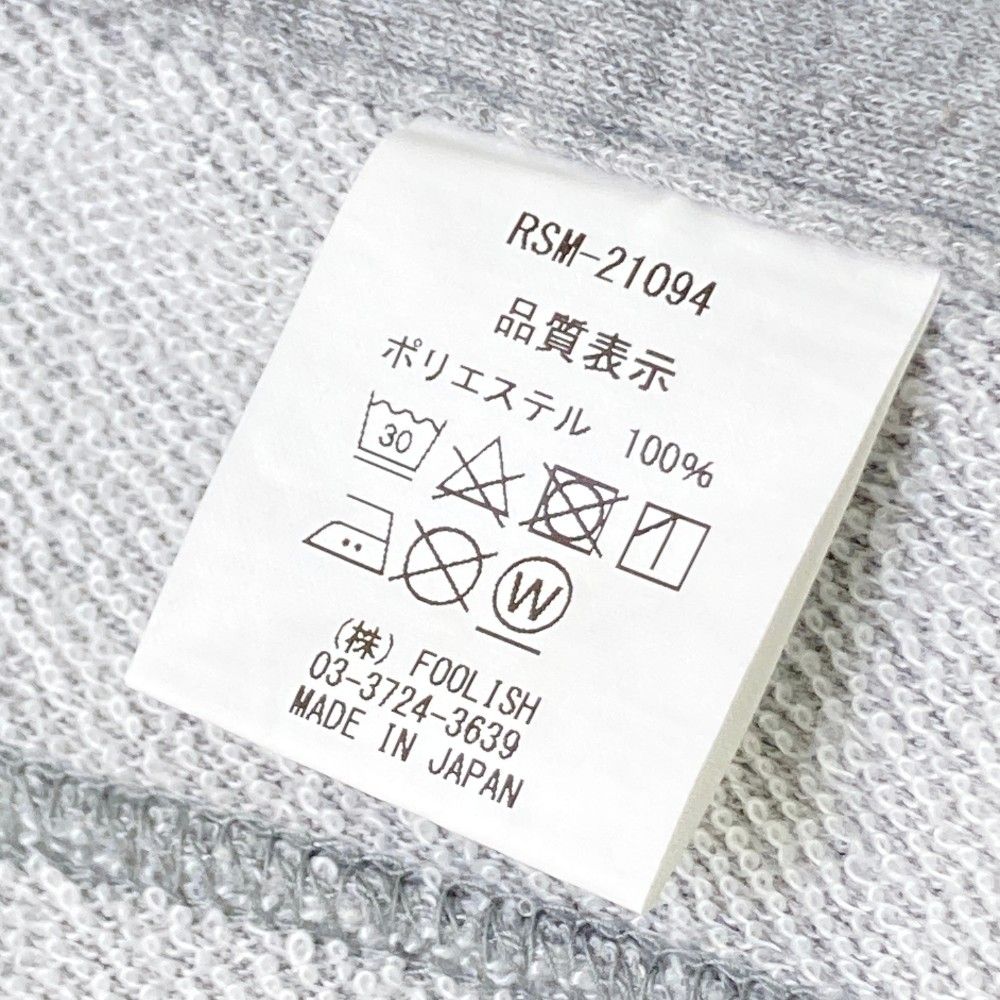 RSM-21094
品質表示
ポリエステル 100%
30
W
(株) FOOLISH
03-3724-3639
MADE IN JAPAN